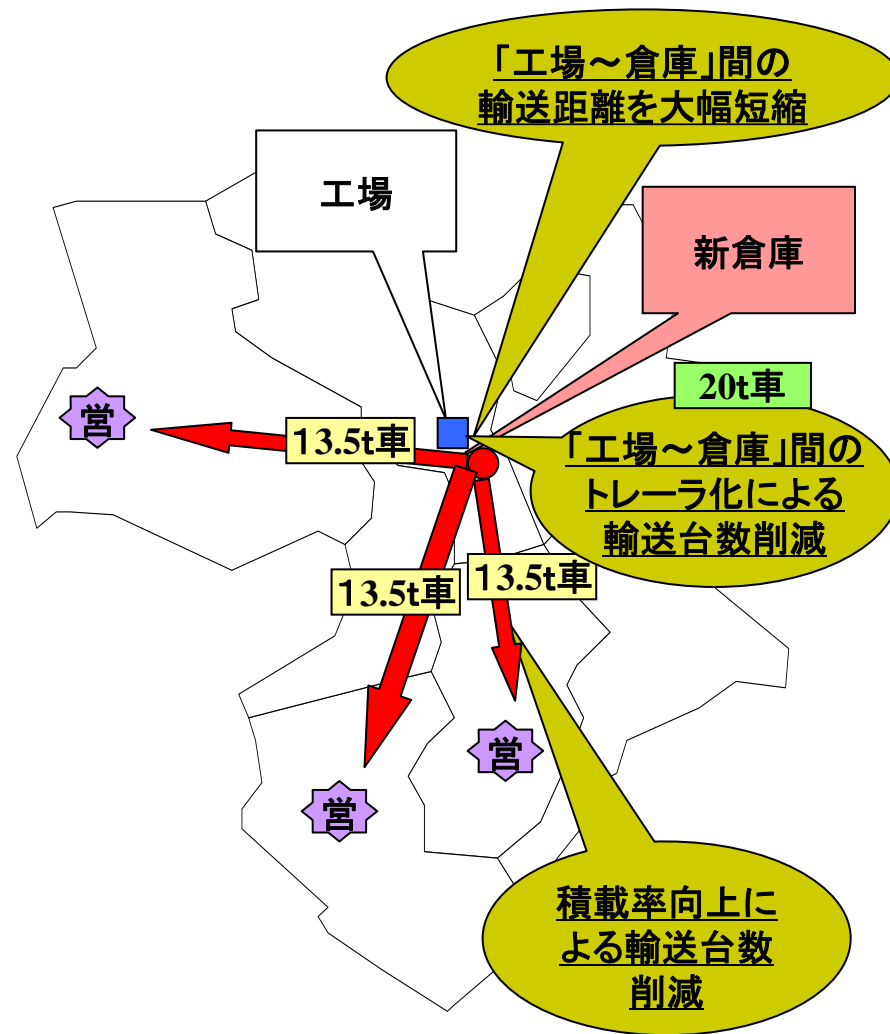 「工場～倉庫」間の
輸送距離を大幅短縮
工場
新倉庫
20t車
営
13.5t車
「工場～倉庫」間の
トレーラ化による
輸送台数削減
13.5t車
13.5t車
営
営
積載率向上に
よる輸送台数
削減